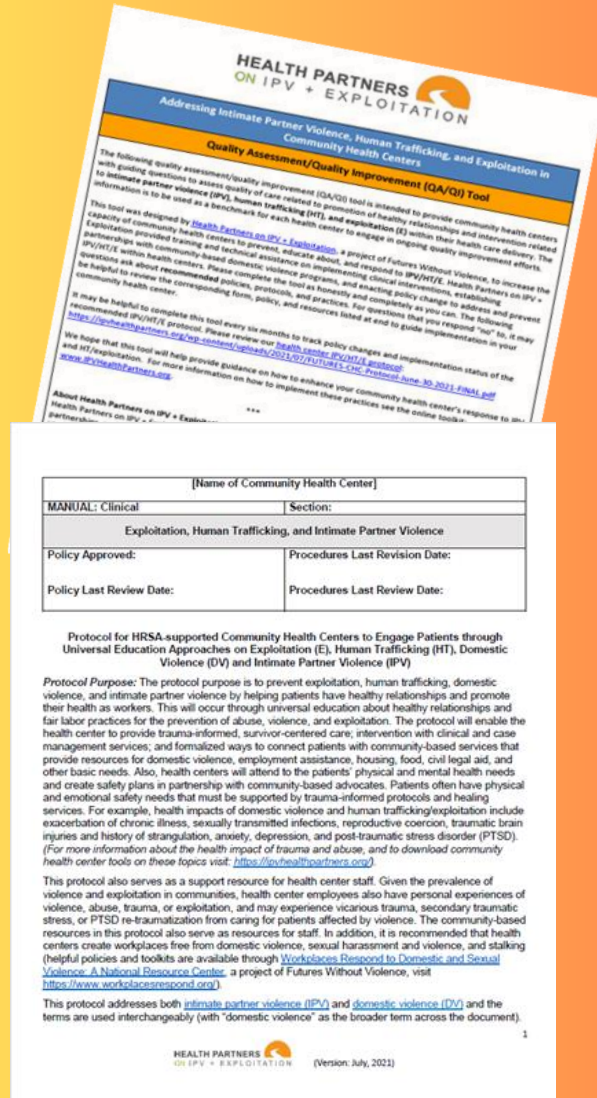 HEALTH PARTNERS
ON IPV + EXPLOITATION
Addressing Intimate Partner Violence, Human Trafficking, and Exploitation in
Community Health Centers
Quality Assessment/Quality Improvement (QA/QI) Tool
The following quality assessment/quality improvement (QA/QI) tool is intended to provide community health centers
with guiding questions to assess quality of care related to promotion of healthy relationships and intervention related
to intimate partner violence (IPV), human trafficking (HT), and exploitation (E) within their health care delivery. The
information is to be used as a benchmark for each health center to engage in ongoing quality improvement efforts.
This tool was designed by Health Partners on IPV + Exploitation, a project of Futures Without Violence, to increase the
capacity of community health centers to prevent, educate about, and respond to IPV/HT/E. Health Partners on IPV +
Exploitation provided training and technical assistance on implementing clinical interventions, establishing
partnerships with community-based domestic violence programs, and enacting policy change to address and prevent
IPV/HT/E within health centers. Please complete the tool as honestly and completely as you can. The following
questions ask about recommended policies, protocols, and practices. For questions that you respond "no" to, it may
be helpful to review the corresponding form, policy, and resources listed at end to guide implementation in your
community health center.
It may be helpful to complete this tool every six months to track policy changes and implementation status of the
recommended IPV/HT/E protocol. Please review our health center IPV/HT/E protocol:
https://ipvhealthpartners.org/wp-content/uploads/2021/07/FUTURES-CHC-Protocol-June-30-2021-FINAL.pdf
We hope that this tool will help provide guidance on how to enhance your community health center's response to IPV
and HT/exploitation. For more information on how to implement these practices see the online toolkit:
www.IPVHealthPartners.org.
***
About Health Partners on IPV + Exploitation
Health Partners on IPV +
partnerships
[Name of Community Health Center]
MANUAL: Clinical Section:
Exploitation, Human Trafficking, and Intimate Partner Violence
Policy Approved: Procedures Last Revision Date:
Policy Last Review Date: Procedures Last Review Date:
Protocol for HRSA-supported Community Health Centers to Engage Patients through
Universal Education Approaches on Exploitation (E), Human Trafficking (HT), Domestic
Violence (DV) and Intimate Partner Violence (IPV)
Protocol Purpose: The protocol purpose is to prevent exploitation, human trafficking, domestic
violence, and intimate partner violence by helping patients have healthy relationships and promote
their health as workers. This will occur through universal education about healthy relationships and
fair labor practices for the prevention of abuse, violence, and exploitation. The protocol will enable the
health center to provide trauma-informed, survivor-centered care; intervention with clinical and case
management services; and formalized ways to connect patients with community-based services that
provide resources for domestic violence, employment assistance, housing, food, civil legal aid, and
other basic needs. Also, health centers will attend to the patients' physical and mental health needs
and create safety plans in partnership with community-based advocates. Patients often have physical
and emotional safety needs that must be supported by trauma-informed protocols and healing
services. For example, health impacts of domestic violence and human trafficking/exploitation include
exacerbation of chronic illness, sexually transmitted infections, reproductive coercion, traumatic brain
injuries and history of strangulation, anxiety, depression, and post-traumatic stress disorder (PTSD).
(For more information about the health impact of trauma and abuse, and to download community
health center tools on these topics visit: https://ipvhealthpartners.org/).
This protocol also serves as a support resource for health center staff. Given the prevalence of
violence and exploitation in communities, health center employees also have personal experiences of
violence, abuse, trauma, or exploitation, and may experience vicarious trauma, secondary traumatic
stress, or PTSD re-traumatization from caring for patients affected by violence. The community-based
resources in this protocol also serve as resources for staff. In addition, it is recommended that health
centers create workplaces free from domestic violence, sexual harassment and violence, and stalking
(helpful policies and toolkits are available through Workplaces Respond to Domestic and Sexual
Violence: A National Resource Center, a project of Futures Without Violence, visit
https://www.workplacesrespond.org/).
This protocol addresses both intimate partner violence (IPV) and domestic violence (DV) and the
terms are used interchangeably (with "domestic violence" as the broader term across the document).
1
HEALTH PARTNERS
ON IPV + EXPLOITATION
(Version: July, 2021)